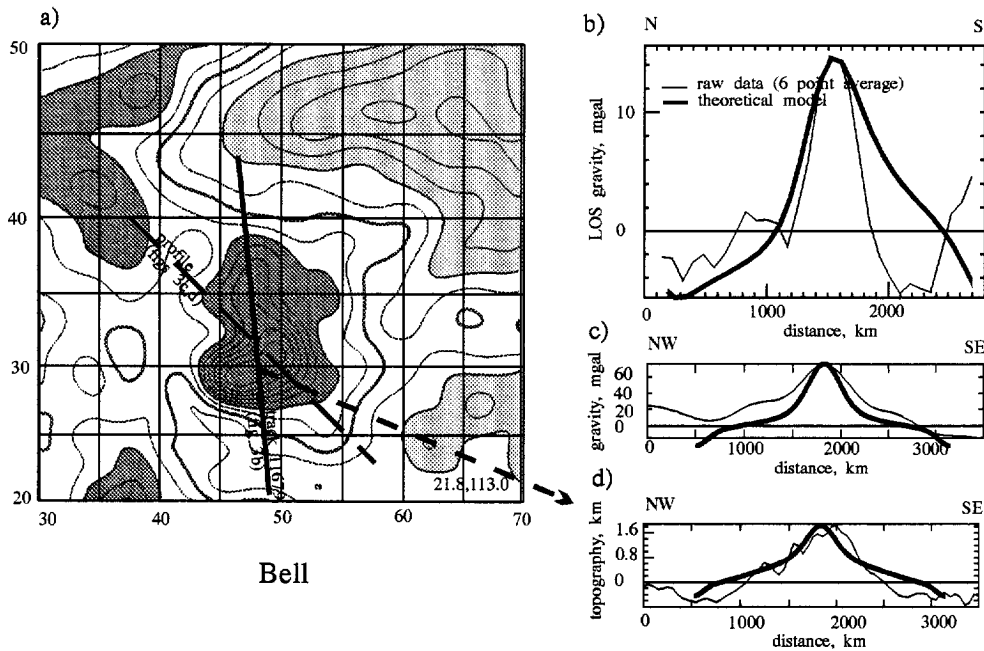 a)
50
40
30
20
30
40
50
60
70
profile
(figs 3c,d)
21.8,113.0
Bell
b)
N
S
raw data (6 point average)
theoretical model
LOS gravity, mgal
10
0
0
1000
2000
distance, km
c)
NW
SE
gravity, mgal
60
40
20
0
0
1000
2000
3000
distance, km
d)
NW
SE
topography, km
1.6
0.8
0
0
1000
2000
3000
distance, km